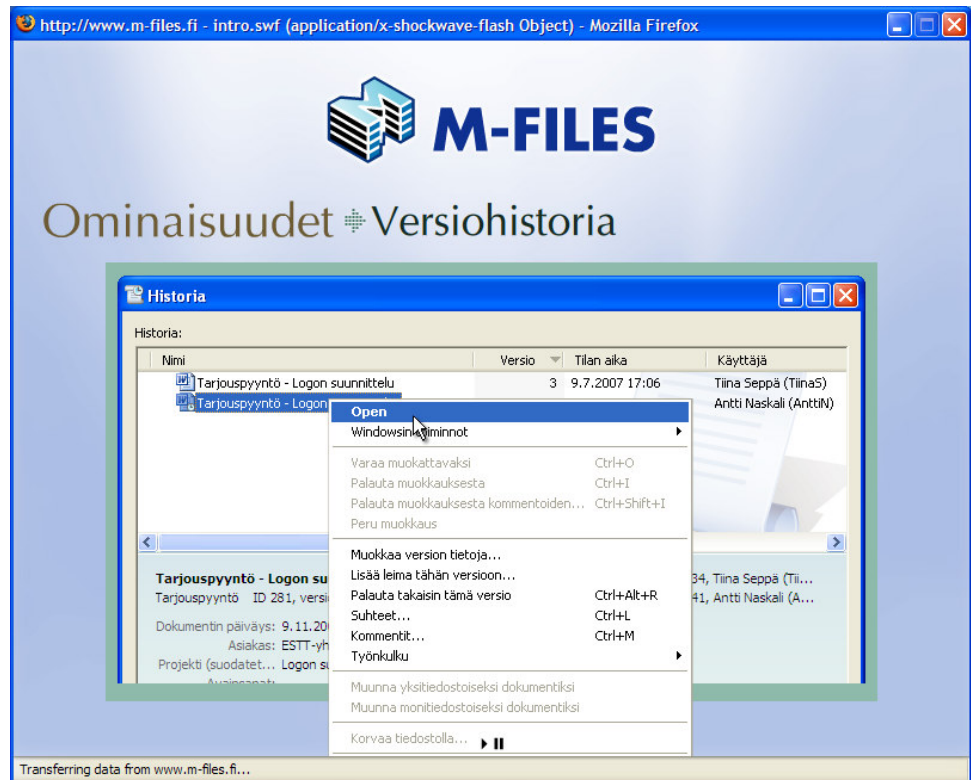 http://www.m-files.fi - intro.swf (application/x-shockwave-flash Object) - Mozilla Firefox
M-FILES
Ominaisuudet Versiohistoria
Historia
Historia:
Nimi Versio Tilan aika Käyttäjä
Tarjouspyyntö - Logon suunnittelu 3 9.7.2007 17:06 Tiina Seppä (TiinaS)
Tarjouspyyntö - Logon Antti Naskali (AnttiN)
Open
Windowsin toiminnot
Varaa muokattavaksi Ctrl+O
Palauta muokkauksesta Ctrl+I
Palauta muokkauksesta kommentoiden... Ctrl+Shift+I
Peru muokkaus
Muokkaa version tietoja...
Lisää leima tähän versioon...
Palauta takaisin tämä versio Ctrl+Alt+R
Suhteet... Ctrl+L
Kommentit... Ctrl+M
Työnkulku
Muunna yksitiedostoiseksi dokumentiksi
Muunna monitiedostoiseksi dokumentiksi
Korvaa tiedostolla...
Tarjouspyyntö - Logon su 34, Tiina Seppä (Tii...
Tarjouspyyntö ID 281, versi 41, Antti Naskali (A...
Dokumentin päiväys: 9.11.20
Asiakas: ESTT-yh
Projekti (suodatet... Logon su
Transferring data from www.m-files.fi...